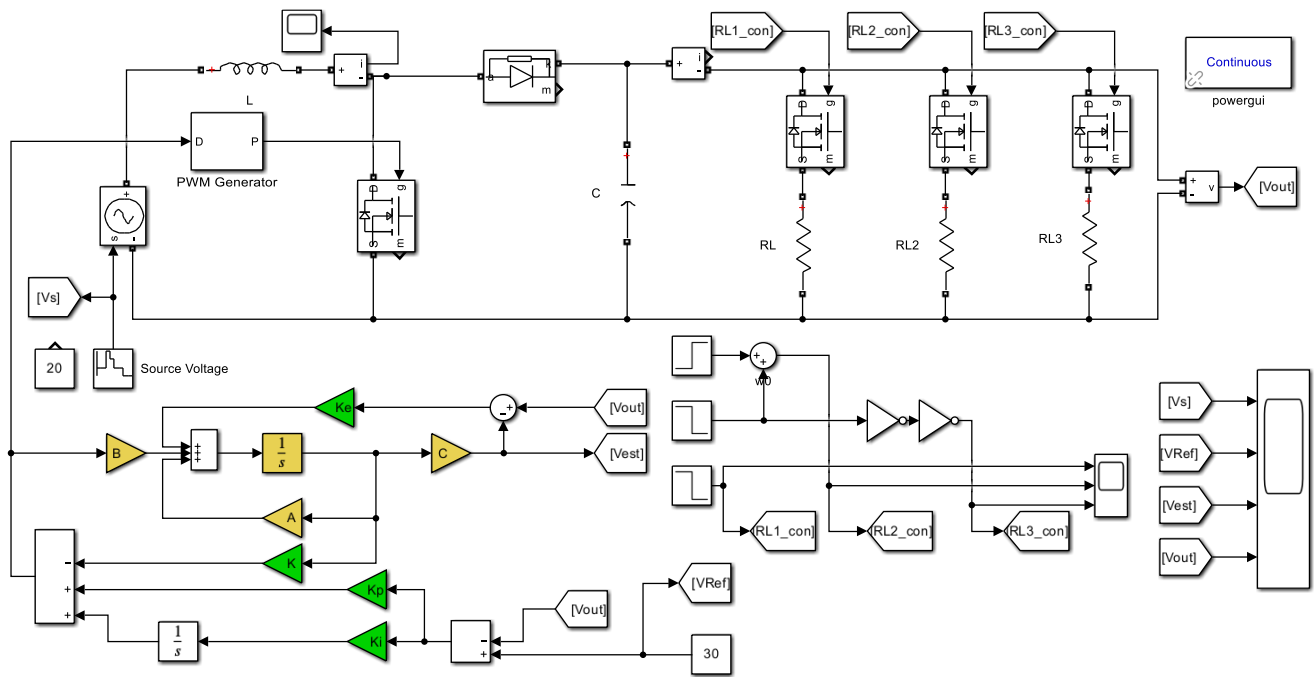 [RL1_con]
[RL2_con]
[RL3_con]
Continuous
powergui
i
+
-
a
k
m
+
i
-
L
D
P
PWM Generator
D
g
S
m
D
g
S
m
D
g
S
m
D
g
S
m
+
s
-
C
RL
RL2
RL3
+
-
v
[Vout]
[Vs]
20
Source Voltage
+
+
w0
Ke
-
+
[Vout]
[Vs]
B
+
+
+
1
s
C
[Vest]
[VRef]
A
[RL1_con]
[RL2_con]
[RL3_con]
[Vest]
-
K
[Vout]
+
Kp
[VRef]
+
1
s
Ki
-
+
[Vout]
30